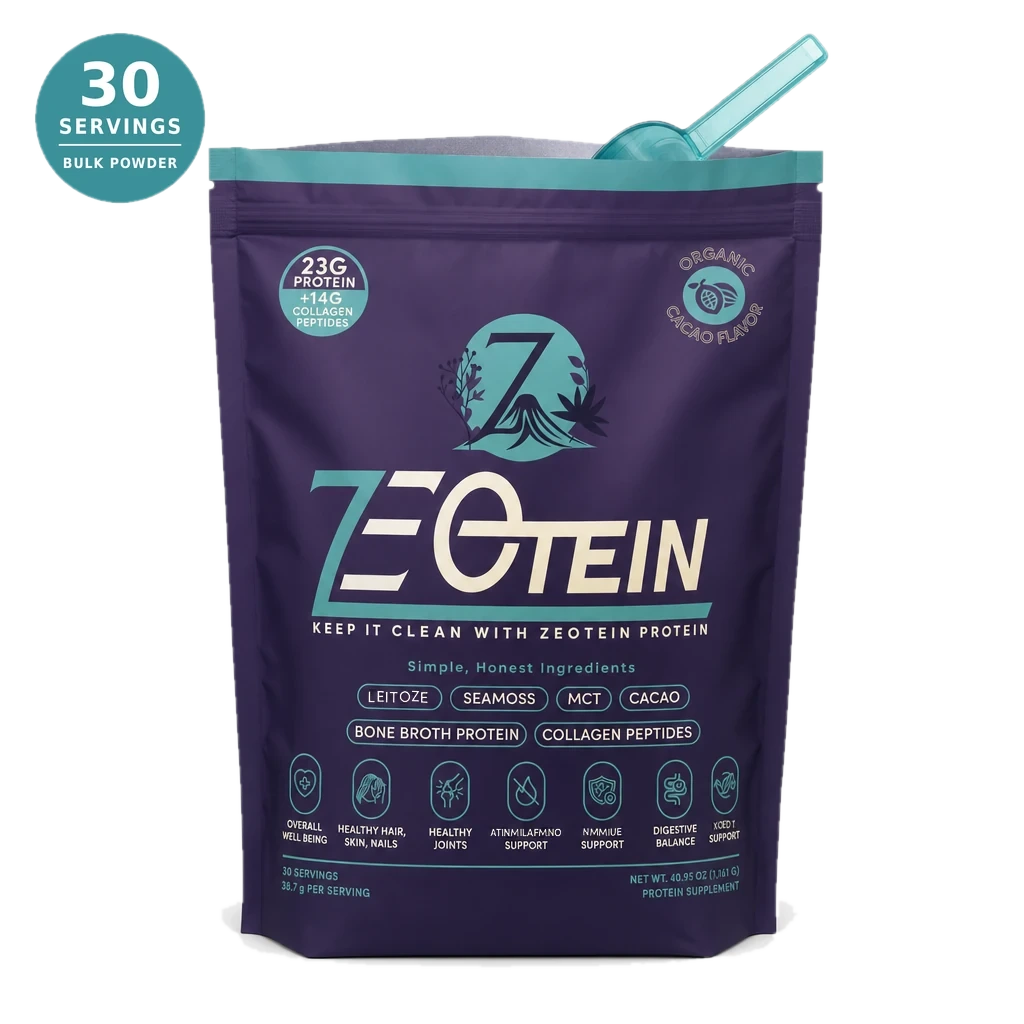 30
SERVINGS
BULK POWDER
23G
PROTEIN
+14G
COLLAGEN
PEPTIDES
ORGANIC
CACAO FLAVOR
Z
ZEOTEIN
KEEP IT CLEAN WITH ZEOTEIN PROTEIN
Simple, Honest Ingredients
LEITOZE SEAMOSS MCT CACAO
BONE BROTH PROTEIN COLLAGEN PEPTIDES
OVERALL
WELL BEING
HEALTHY HAIR,
SKIN, NAILS
HEALTHY
JOINTS
SUPPORT
SUPPORT
DIGESTIVE
BALANCE
SUPPORT
30 SERVINGS
38.7 g PER SERVING
NET WT. 40.95 OZ (1,161 G)
PROTEIN SUPPLEMENT